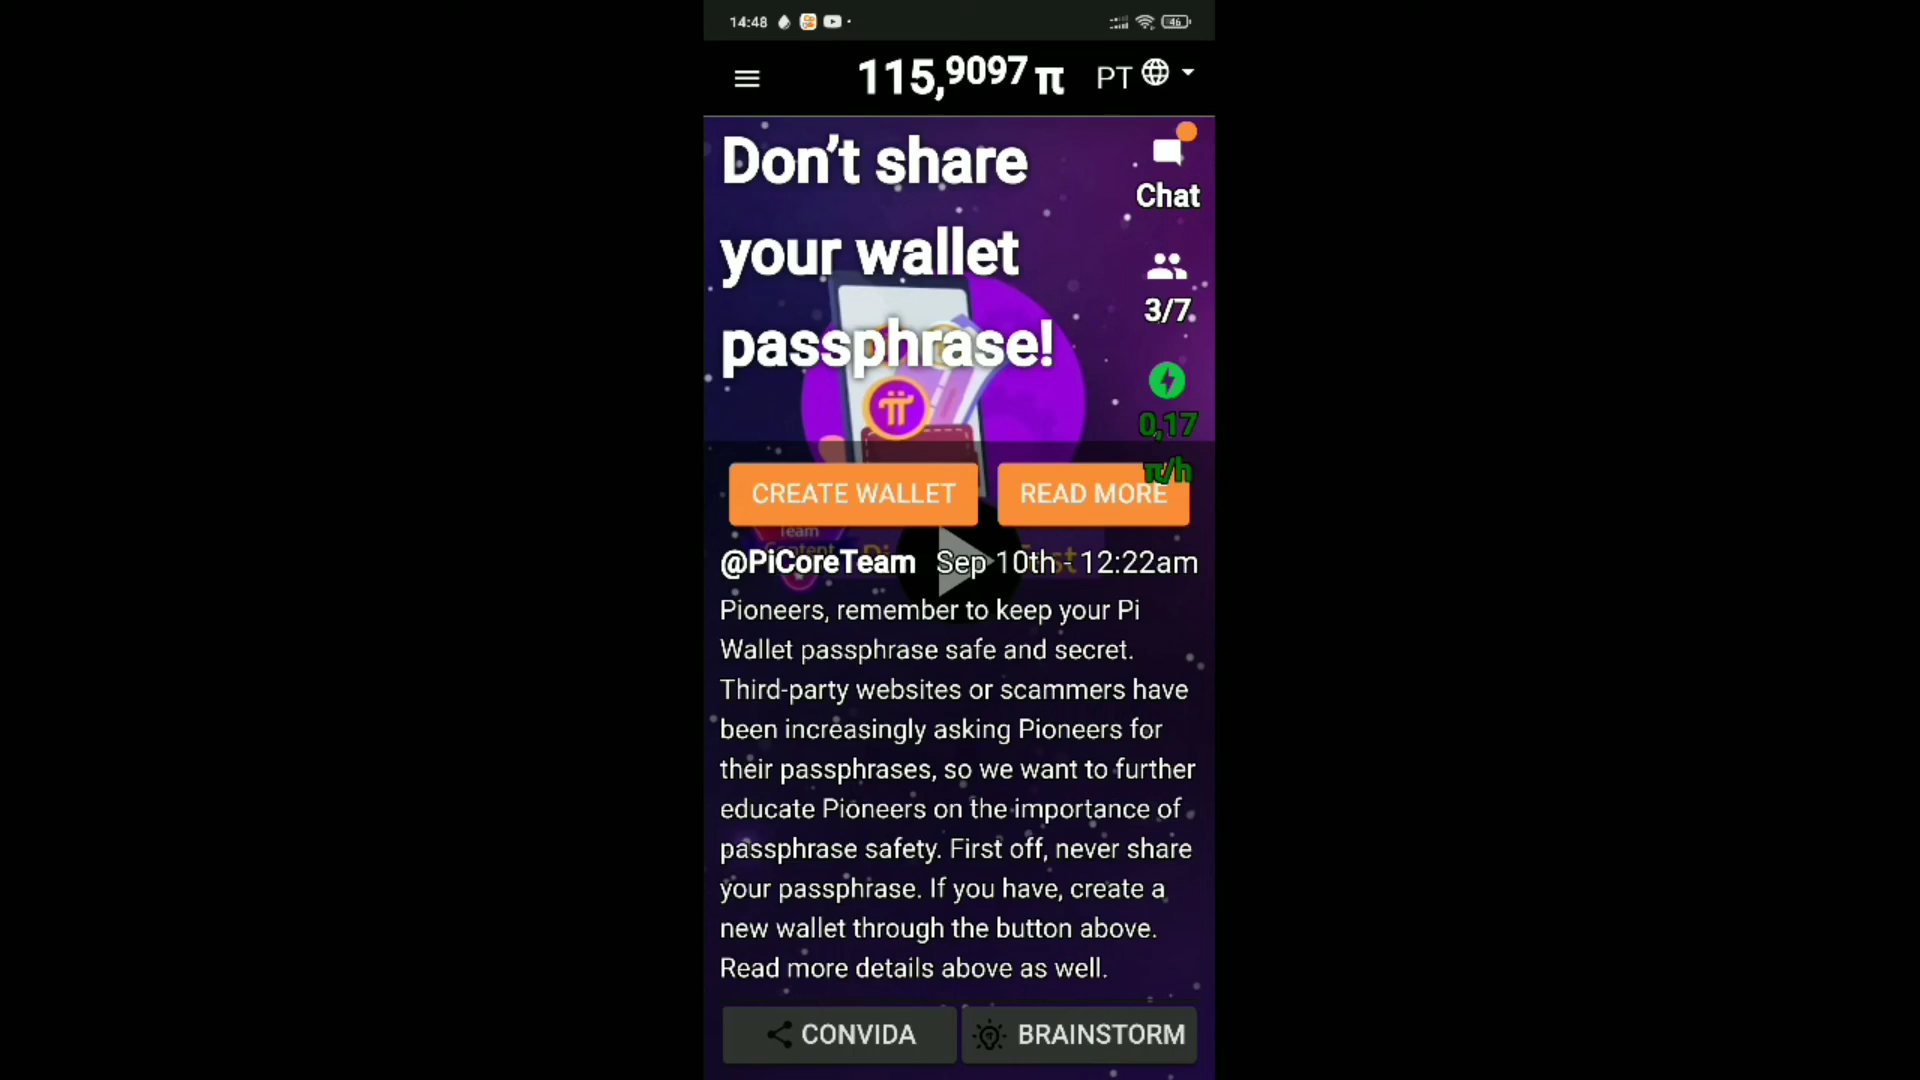 14:48
46
115,9097 π PT
Don't share
your wallet
passphrase!
Chat
3/7
0,17
π/h
CREATE WALLET
READ MORE
Team
@PiCoreTeam Sep 10th - 12:22am
Pioneers, remember to keep your Pi
Wallet passphrase safe and secret.
Third-party websites or scammers have
been increasingly asking Pioneers for
their passphrases, so we want to further
educate Pioneers on the importance of
passphrase safety. First off, never share
your passphrase. If you have, create a
new wallet through the button above.
Read more details above as well.
CONVIDA
BRAINSTORM